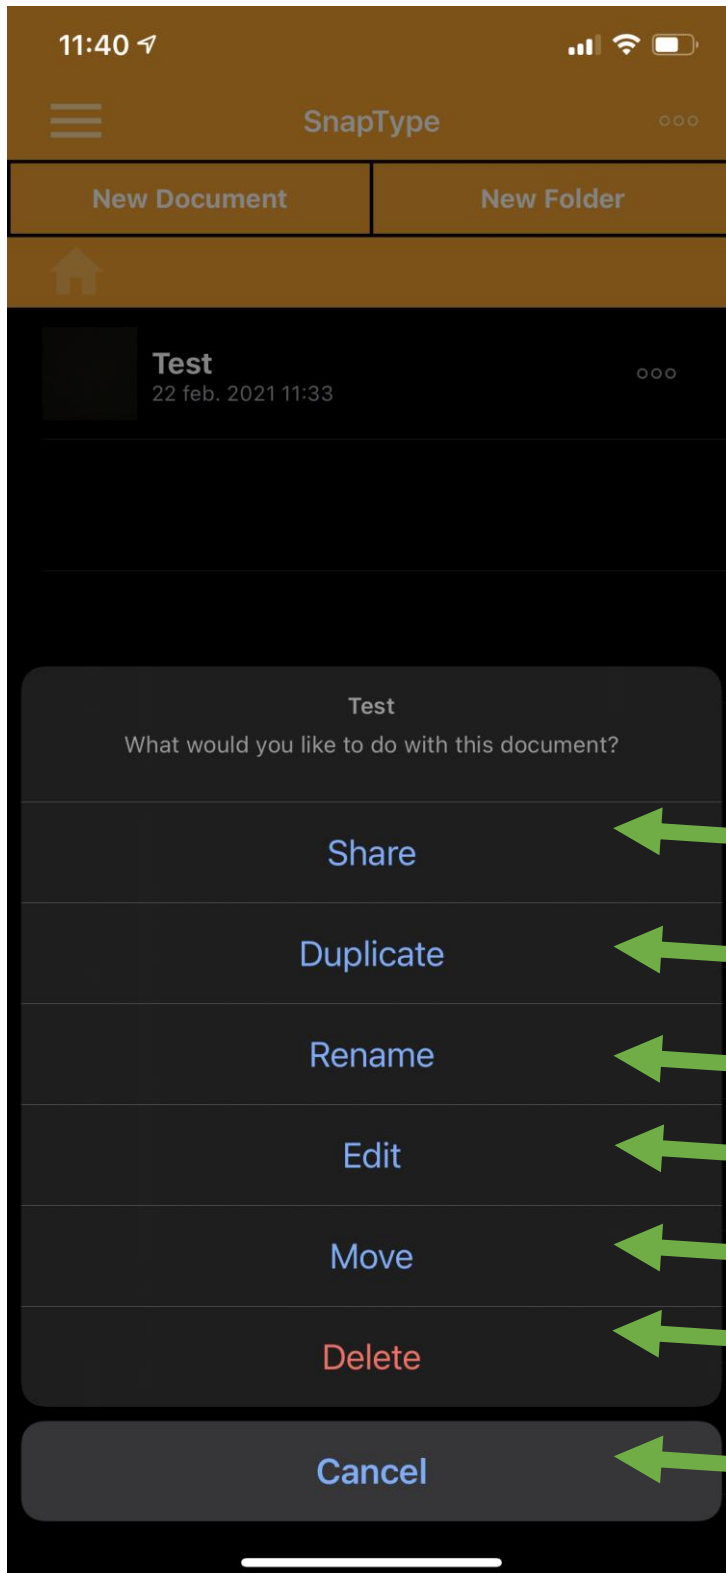 11:40
SnapType
New Document
New Folder
Test
22 feb. 2021 11:33
Test
What would you like to do with this document?
Share
Duplicate
Rename
Edit
Move
Delete
Cancel